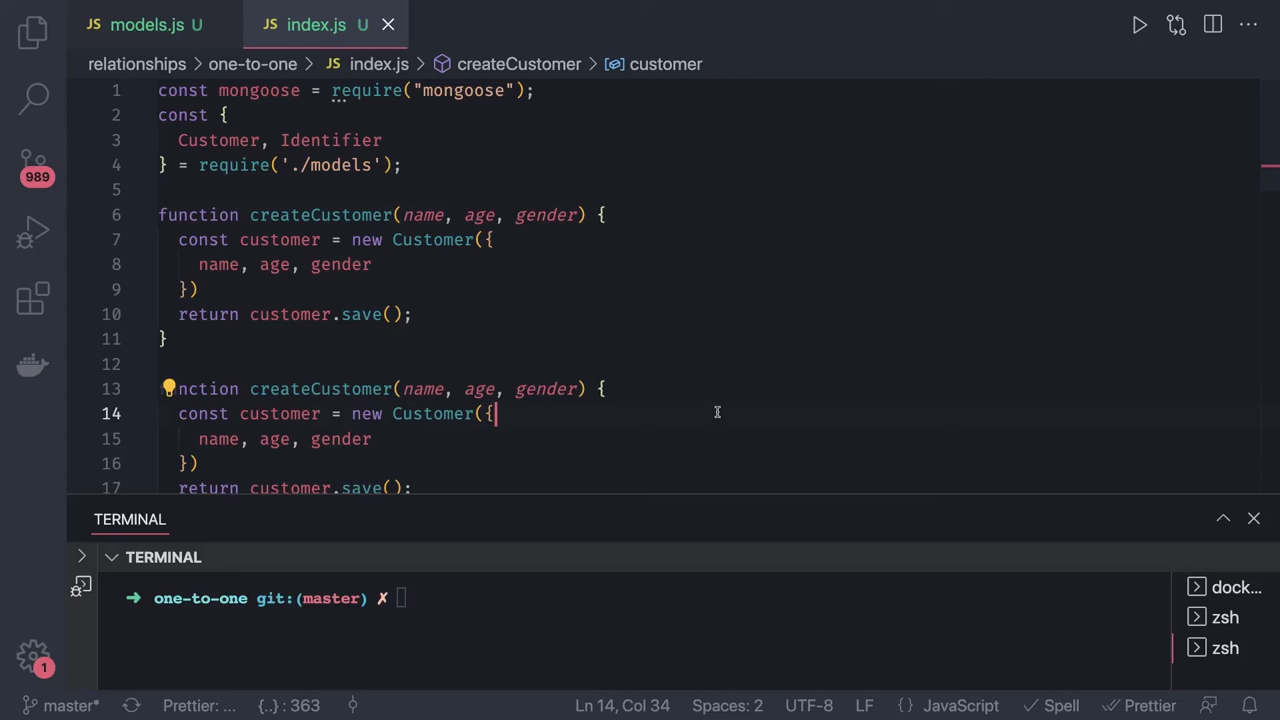 JS models.js U JS index.js U
relationships > one-to-one > JS index.js > createCustomer > customer
1 const mongoose = require("mongoose");
2 const {
3 Customer, Identifier
4 } = require('./models');
5
6 function createCustomer(name, age, gender) {
7 const customer = new Customer({
8 name, age, gender
9 })
10 return customer.save();
11 }
12
13 nction createCustomer(name, age, gender) {
14 const customer = new Customer({
15 name, age, gender
16 })
17 return customer.save();
989
TERMINAL
TERMINAL
➜ one-to-one git:(master) ✗
dock...
zsh
zsh
1
master* Prettier: ... {..} : 363 Ln 14, Col 34 Spaces: 2 UTF-8 LF {} JavaScript ✓ Spell Prettier